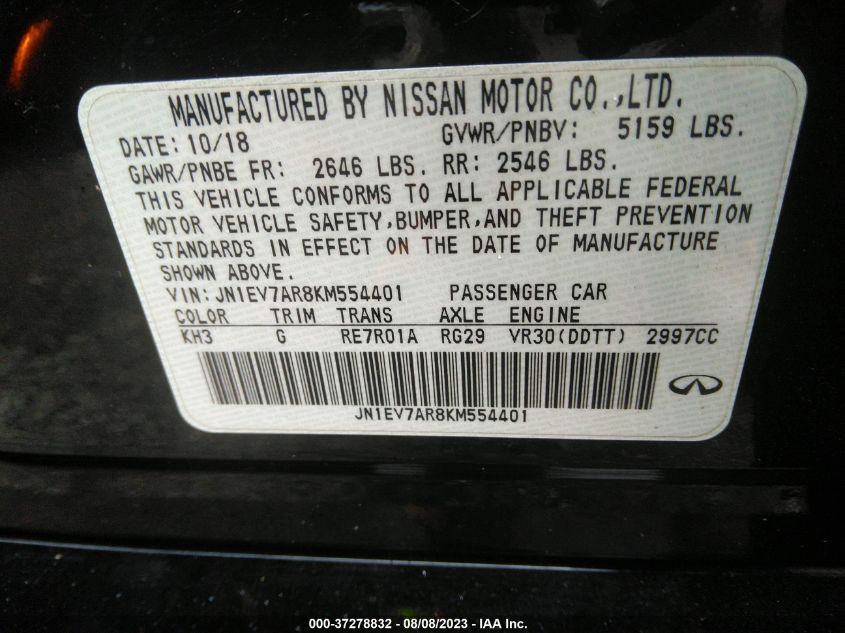 MANUFACTURED BY NISSAN MOTOR CO.,LTD.
DATE: 10/18 GVWR/PNBV: 5159 LBS.
GAWR/PNBE FR: 2646 LBS. RR: 2546 LBS.
THIS VEHICLE CONFORMS TO ALL APPLICABLE FEDERAL
MOTOR VEHICLE SAFETY,BUMPER,AND THEFT PREVENTION
STANDARDS IN EFFECT ON THE DATE OF MANUFACTURE
SHOWN ABOVE.
VIN:JN1EV7AR8KM554401 PASSENGER CAR
COLOR TRIM TRANS AXLE ENGINE
KH3 G RE7R01A RG29 VR30(DDTT) 2997CC
JN1EV7AR8KM554401
000-37278832 - 08/08/2023 - IAA Inc.